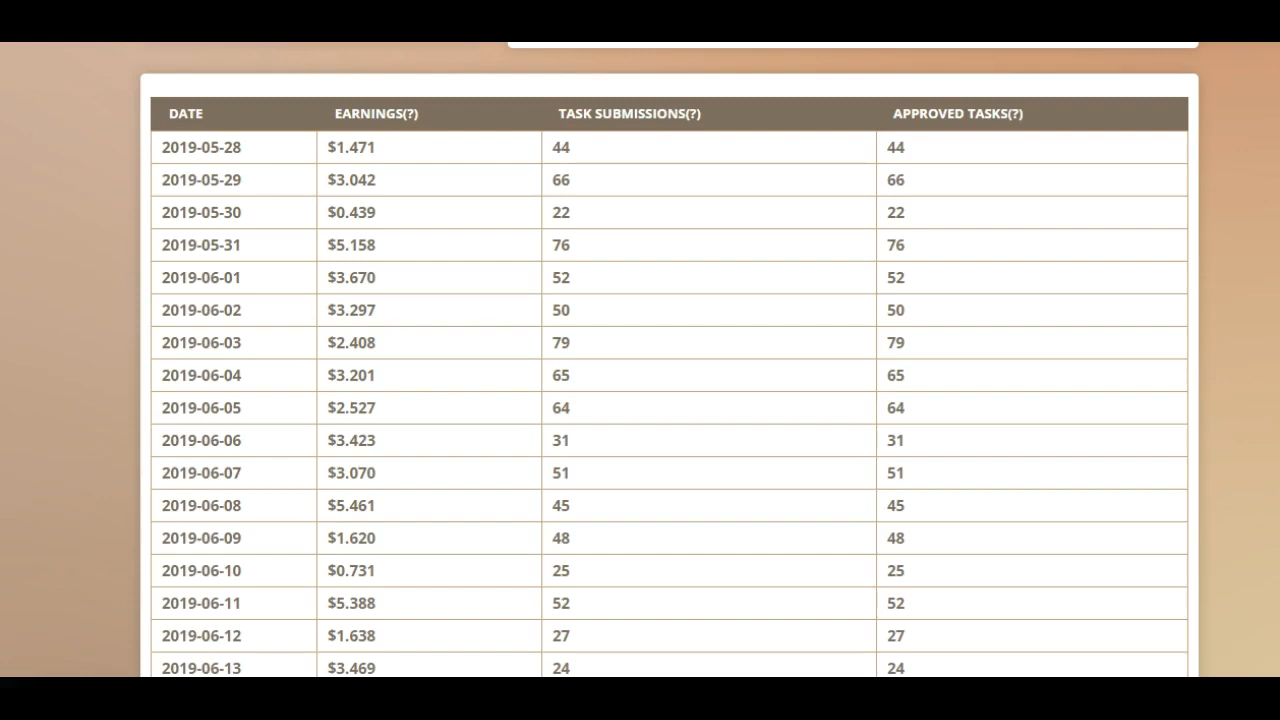 DATE EARNINGS(?) TASK SUBMISSIONS(?) APPROVED TASKS(?)
2019-05-28 $1.471 44 44
2019-05-29 $3.042 66 66
2019-05-30 $0.439 22 22
2019-05-31 $5.158 76 76
2019-06-01 $3.670 52 52
2019-06-02 $3.297 50 50
2019-06-03 $2.408 79 79
2019-06-04 $3.201 65 65
2019-06-05 $2.527 64 64
2019-06-06 $3.423 31 31
2019-06-07 $3.070 51 51
2019-06-08 $5.461 45 45
2019-06-09 $1.620 48 48
2019-06-10 $0.731 25 25
2019-06-11 $5.388 52 52
2019-06-12 $1.638 27 27
2019-06-13 $3.469 24 24